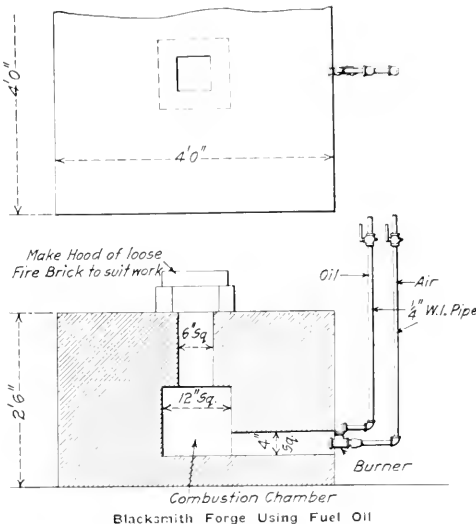 4'0"
4'0"
Make Hood of loose
Fire Brick to suit work
Oil
Air
1/4" W.I. Pipe
6" Sq.
2'6"
12" Sq.
4" Sq.
Burner
Combustion Chamber
Blacksmith Forge Using Fuel Oil